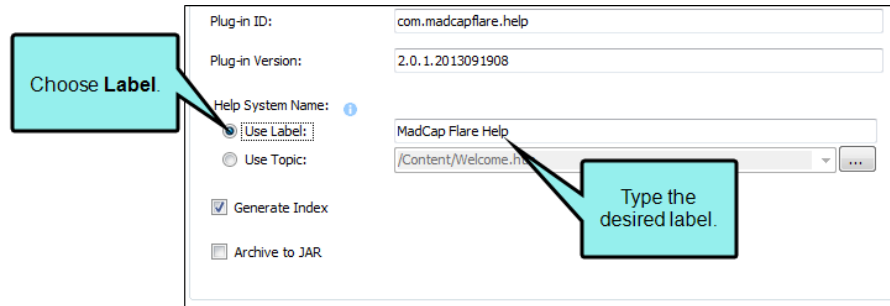 Plug-in ID: com.madcapflare.help
Plug-in Version: 2.0.1.2013091908
Choose Label.
Help System Name:
Use Label: MadCap Flare Help
Use Topic: /Content/Welcome.h ...
Type the
desired label.
Generate Index
Archive to JAR